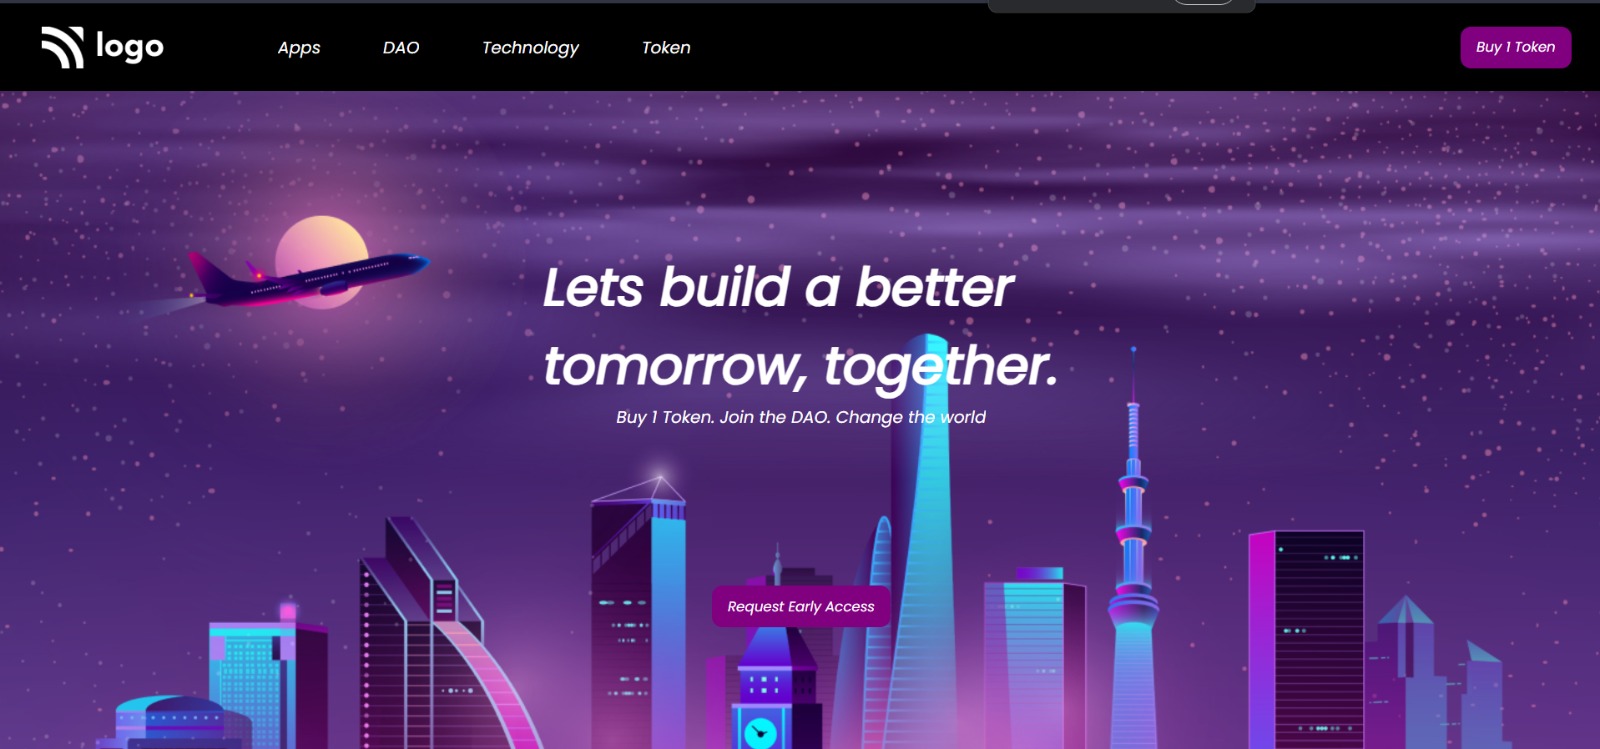 logo
Apps
DAO
Technology
Token
Buy 1 Token
Lets build a better
tomorrow, together.
Buy 1 Token. Join the DAO. Change the world
Request Early Access